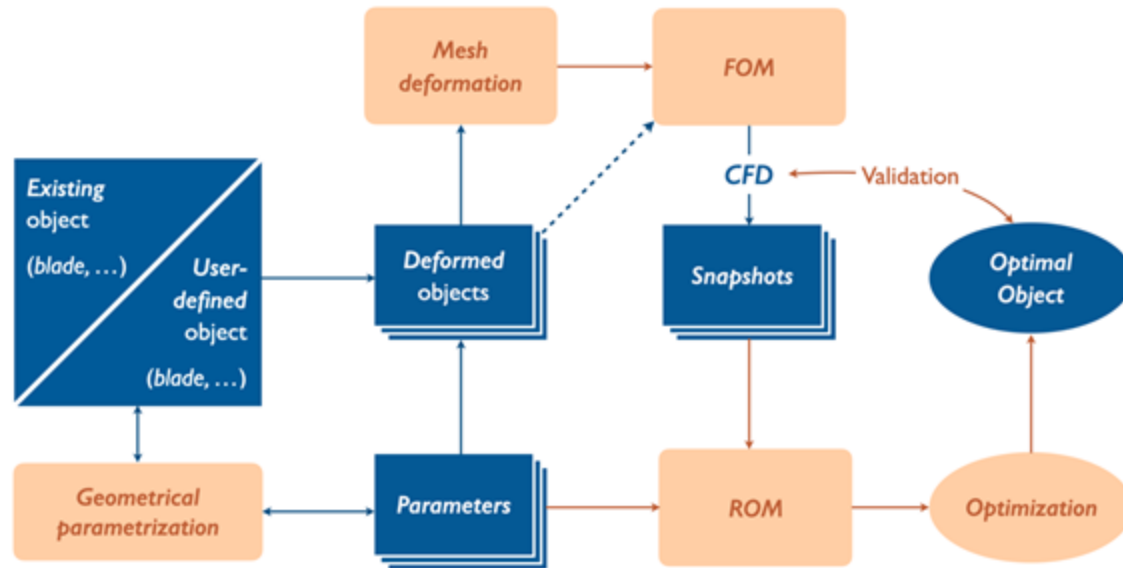 Mesh
deformation
FOM
Existing
object
(blade, ...)
User-
defined
object
(blade, ...)
Deformed
objects
CFD
Validation
Snapshots
Optimal
Object
Geometrical
parametrization
Parameters
ROM
Optimization